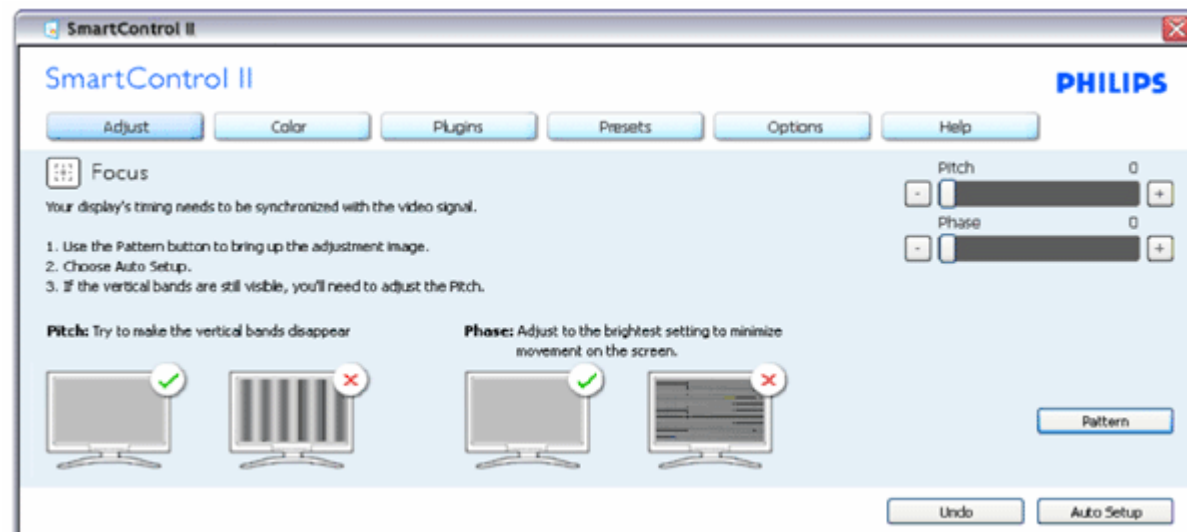 SmartControl II
SmartControl II
PHILIPS
Adjust Color Plugins Presets Options Help
Focus
Pitch 0
- +
Phase 0
- +
Your display's timing needs to be synchronized with the video signal.
1. Use the Pattern button to bring up the adjustment image.
2. Choose Auto Setup.
3. If the vertical bands are still visible, you'll need to adjust the Pitch.
Pitch: Try to make the vertical bands disappear
Phase: Adjust to the brightest setting to minimize
movement on the screen.
Pattern
Undo Auto Setup